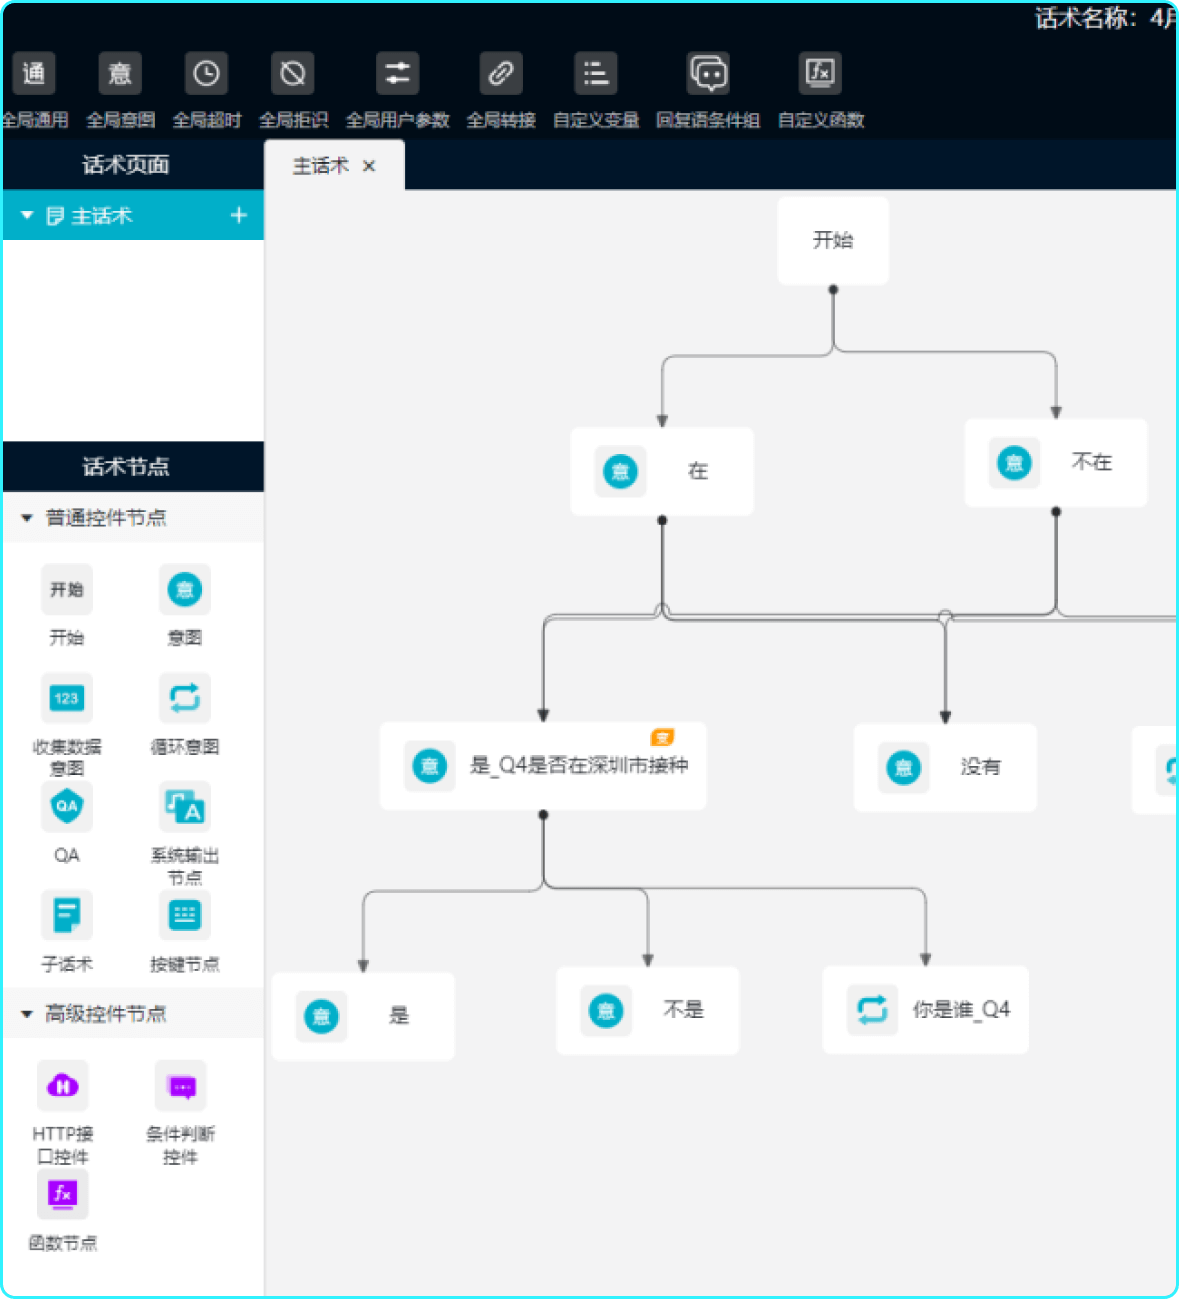 话术名称：4月
通
意
全局通用
全局意图
全局超时
全局拒识
全局用户参数
全局转接
自定义变量
回复语条件组
自定义函数
话术页面
主话术
主话术
开始
意 在
意 不在
变
意 是_Q4是否在深圳市接种
意 没有
意 是
意 不是
你是谁_Q4
话术节点
普通控件节点
开始
意
开始
意图
123
收集数据
意图
循环意图
QA
A
QA
系统输出
节点
子话术
按键节点
高级控件节点
H
HTTP接
口控件
条件判断
控件
fx
函数节点